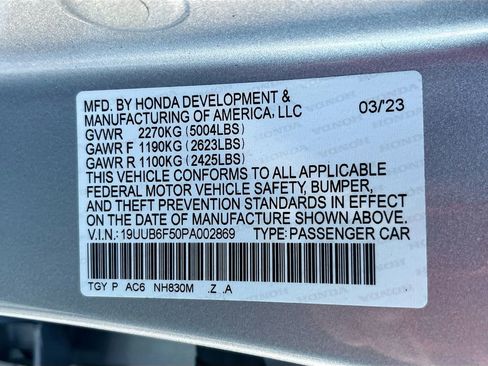 MFD. BY HONDA DEVELOPMENT &
MANUFACTURING OF AMERICA, LLC 03/23
GVWR 2270KG (5004LBS)
GAWR F 1190KG (2623LBS)
GAWR R 1100KG (2425LBS)
THIS VEHICLE CONFORMS TO ALL APPLICABLE
FEDERAL MOTOR VEHICLE SAFETY, BUMPER,
AND THEFT PREVENTION STANDARDS IN EFFECT
ON THE DATE OF MANUFACTURE SHOWN ABOVE.
V.I.N.: 19UUB6F50PA002869 TYPE: PASSENGER CAR
TGY P AC6 NH830M .Z .A